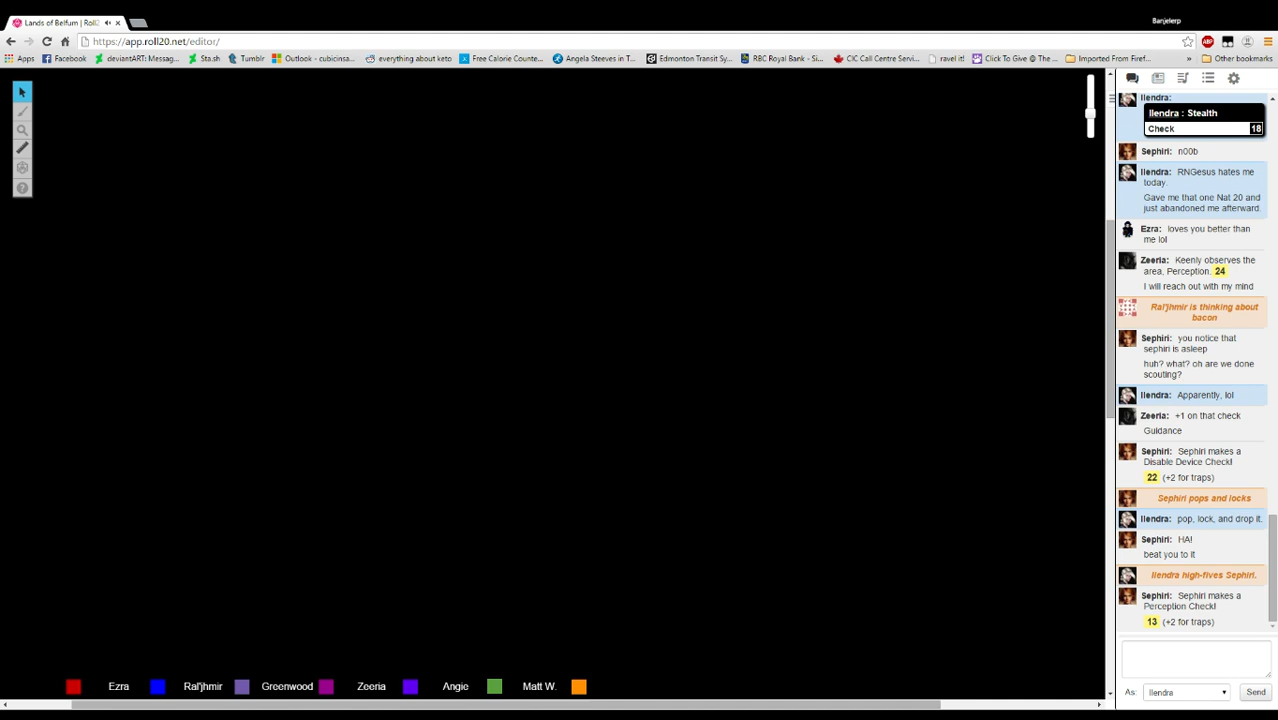 Lands of Belfum | Roll2
Banjelerp
https://app.roll20.net/editor/
Apps Facebook deviantART: Messag... Sta.sh Tumblr Outlook - cubicinsa... everything about keto Free Calorie Counte... Angela Steeves in T... Edmonton Transit Sy... RBC Royal Bank - Si... CIC Call Centre Servi... ravel it! Click To Give @ The ... Imported From Firef... » Other bookmarks
Ilendra:
Ilendra : Stealth
Check 18
Sephiri: n00b
Ilendra: RNGesus hates me
today.
Gave me that one Nat 20 and
just abandoned me afterward.
Ezra: loves you better than
me lol
Zeeria: Keenly observes the
area, Perception. 24
I will reach out with my mind
Ral'jhmir is thinking about
bacon
Sephiri: you notice that
sephiri is asleep
huh? what? oh are we done
scouting?
Ilendra: Apparently, lol
Zeeria: +1 on that check
Guidance
Sephiri: Sephiri makes a
Disable Device Check!
22 (+2 for traps)
Sephiri pops and locks
Ilendra: pop, lock, and drop it.
Sephiri: HA!
beat you to it
Ilendra high-fives Sephiri.
Sephiri: Sephiri makes a
Perception Check!
13 (+2 for traps)
Ezra Ral'jhmir Greenwood Zeeria Angie Matt W.
As: Ilendra Send